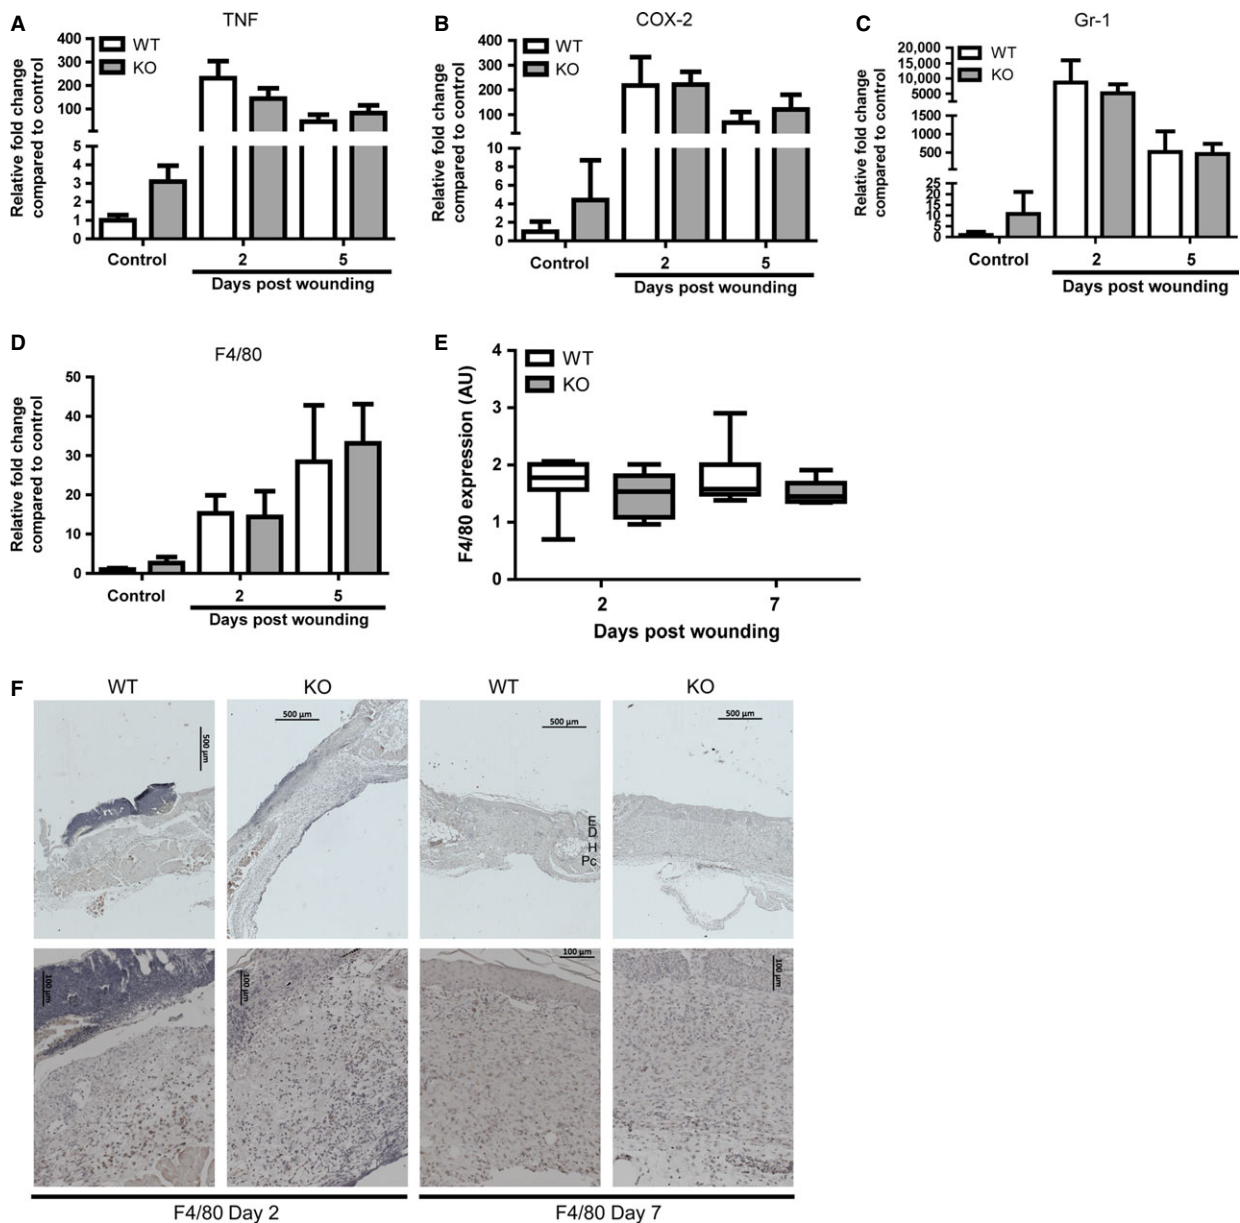 A
TNF
Relative fold change
compared to control
400
300
200
100
5
4
3
2
1
0
WT
KO
Control
2
5
Days post wounding
B
COX-2
Relative fold change
compared to control
400
300
200
100
10
8
6
4
2
0
WT
KO
Control
2
5
Days post wounding
C
Gr-1
Relative fold change
compared to control
20,000
15,000
10,000
5000
1500
1000
500
25
20
15
10
5
0
WT
KO
Control
2
5
Days post wounding
D
F4/80
Relative fold change
compared to control
50
40
30
20
10
0
Control
2
5
Days post wounding
E
F4/80 expression (AU)
4
3
2
1
0
WT
KO
2
7
Days post wounding
F
WT
KO
WT
KO
500 µm
500 µm
500 µm
500 µm
E
D
H
Pc
100 µm
100 µm
100 µm
100 µm
F4/80 Day 2
F4/80 Day 7